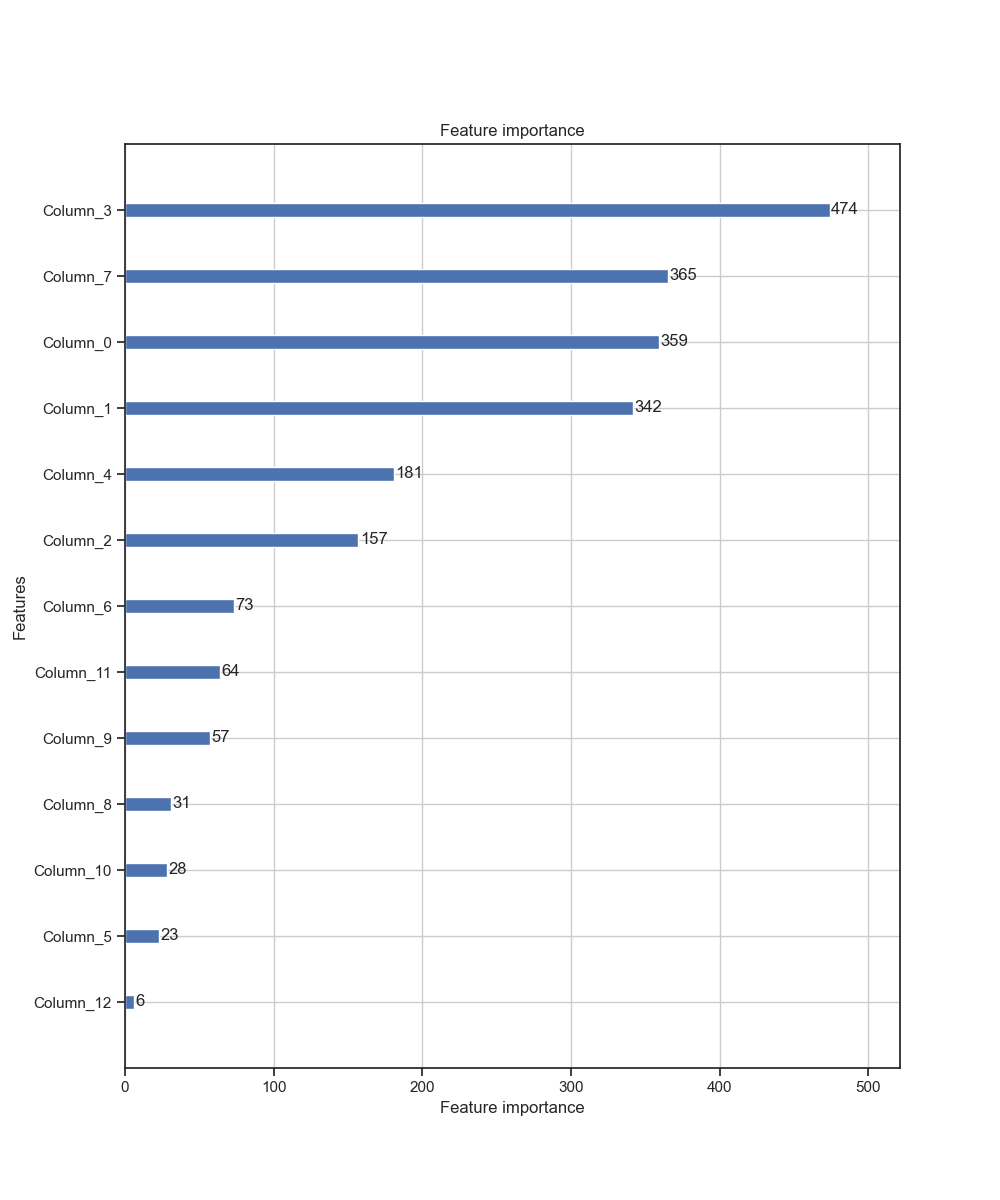 Feature importance
Column_3 474
Column_7 365
Column_0 359
Column_1 342
Column_4 181
Column_2 157
Features
Column_6 73
Column_11 64
Column_9 57
Column_8 31
Column_10 28
Column_5 23
Column_12 6
0 100 200 300 400 500
Feature importance